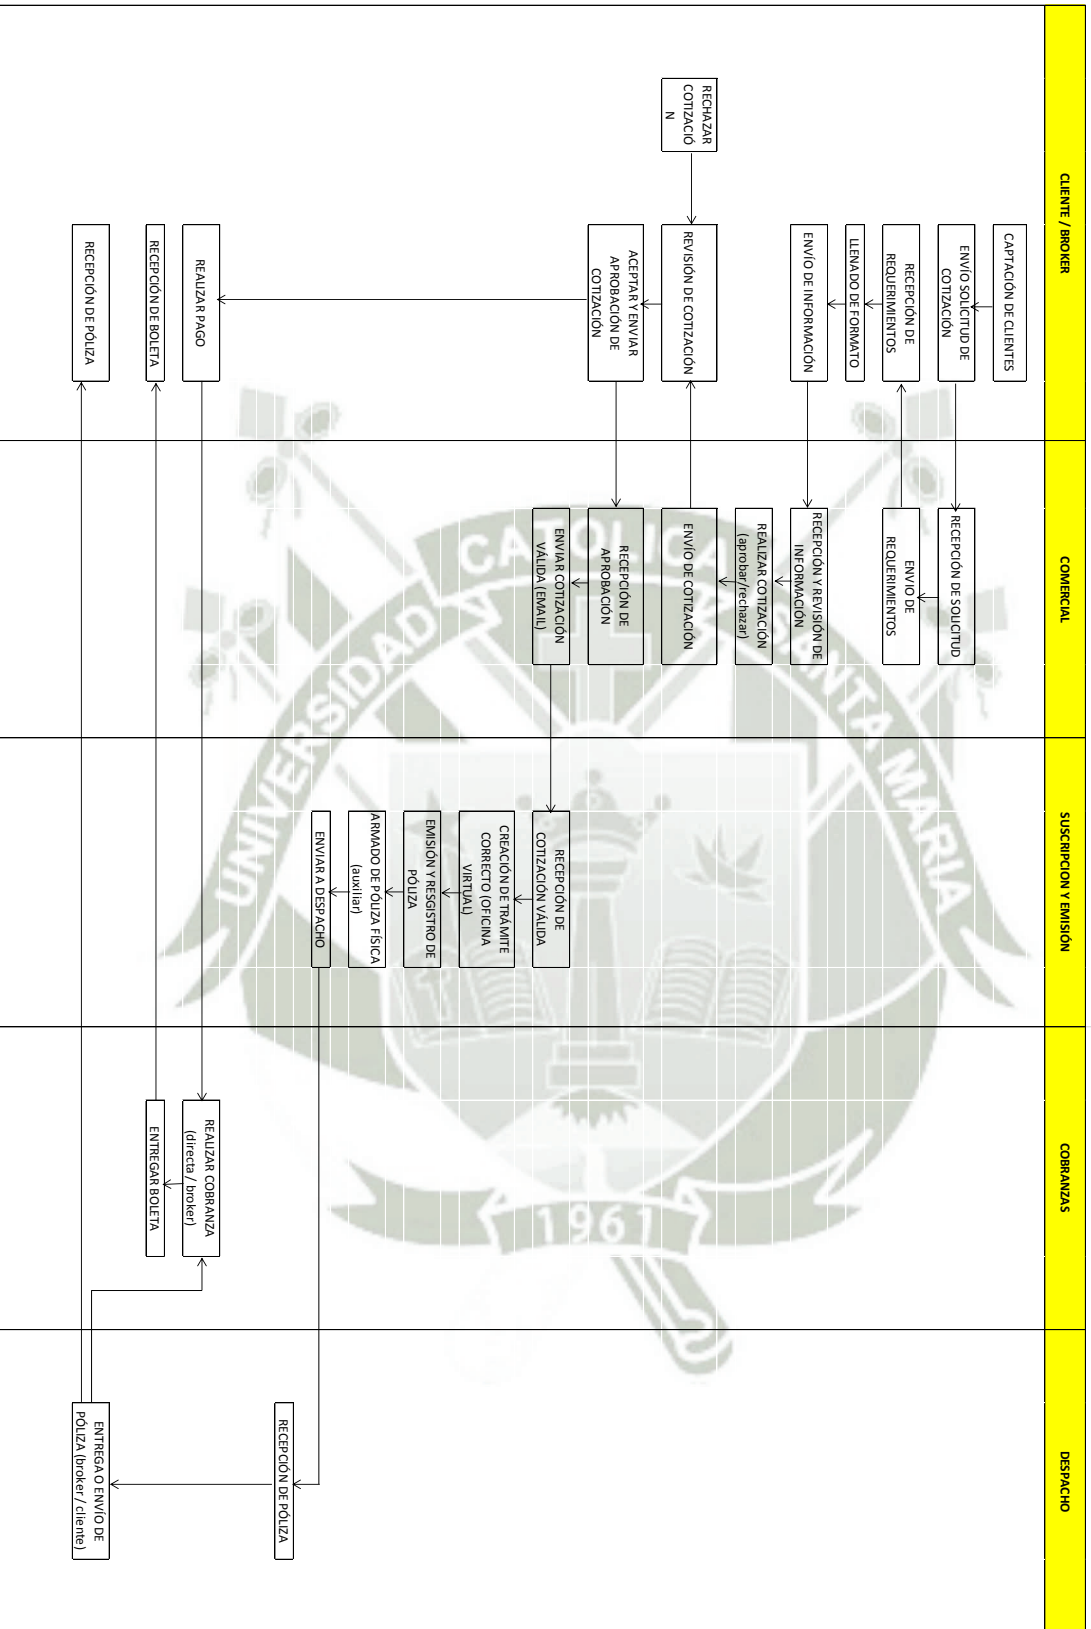 CLIENTE / BROKER
COMERCIAL
SUSCRIPCION Y EMISIÓN
COBRANZAS
DESPACHO
CAPTACIÓN DE CLIENTES
ENVÍO SOLICITUD DE
COTIZACIÓN
RECEPCIÓN DE SOLICITUD
RECEPCIÓN DE
REQUERIMIENTOS
ENVIO DE
REQUERIMIENTOS
LLENADO DE FORMATO
ENVÍO DE INFORMACIÓN
RECEPCIÓN Y REVISIÓN DE
INFORMACIÓN
REALIZAR COTIZACIÓN
(aprobar/rechazar)
RECHAZAR
COTIZACIÓ
N
REVISIÓN DE COTIZACIÓN
ENVÍO DE COTIZACIÓN
ACEPTAR Y ENVIAR
APROBACIÓN DE
COTIZACIÓN
RECEPCIÓN DE
APROBACIÓN
ENVIAR COTIZACIÓN
VÁLIDA (EMAIL)
RECEPCIÓN DE
COTIZACIÓN VÁLIDA
CREACIÓN DE TRÁMITE
CORRECTO (OFICINA
VIRTUAL)
EMISIÓN Y RESGISTRO DE
PÓLIZA
ARMADO DE PÓLIZA FÍSICA
(auxiliar)
ENVIAR A DESPACHO
RECEPCIÓN DE PÓLIZA
REALIZAR PAGO
REALIZAR COBRANZA
(directa / broker)
RECEPCIÓN DE BOLETA
ENTREGAR BOLETA
RECEPCIÓN DE PÓLIZA
ENTREGA O ENVÍO DE
PÓLIZA (broker / cliente)
UNIVERSIDAD CATOLICA SANTA MARIA
1961